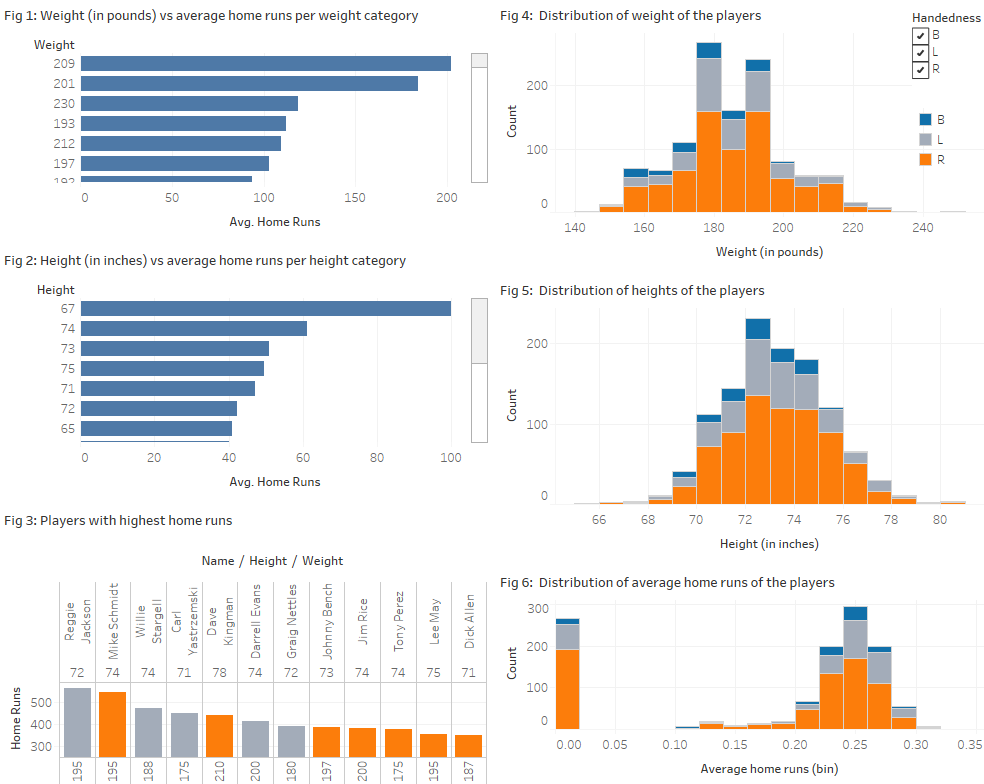 Fig 1: Weight (in pounds) vs average home runs per weight category
Weight
209
201
230
193
212
197
192
0 50 100 150 200
Avg. Home Runs
Fig 2: Height (in inches) vs average home runs per height category
Height
67
74
73
75
71
72
65
0 20 40 60 80 100
Avg. Home Runs
Fig 3: Players with highest home runs
Name / Height / Weight
Reggie Jackson
Mike Schmidt
Willie Stargell
Carl Yastrzemski
Dave Kingman
Darrell Evans
Graig Nettles
Johnny Bench
Jim Rice
Tony Perez
Lee May
Dick Allen
72 74 74 71 78 74 72 73 74 74 75 71
Home Runs
500
400
300
195 195 188 175 210 200 180 197 200 175 195 187
Fig 4: Distribution of weight of the players
Handedness
B
L
R
B
L
R
Count
200
100
0
140 160 180 200 220 240
Weight (in pounds)
Fig 5: Distribution of heights of the players
Count
200
100
0
66 68 70 72 74 76 78 80
Height (in inches)
Fig 6: Distribution of average home runs of the players
Count
300
200
100
0
0.00 0.05 0.10 0.15 0.20 0.25 0.30 0.35
Average home runs (bin)